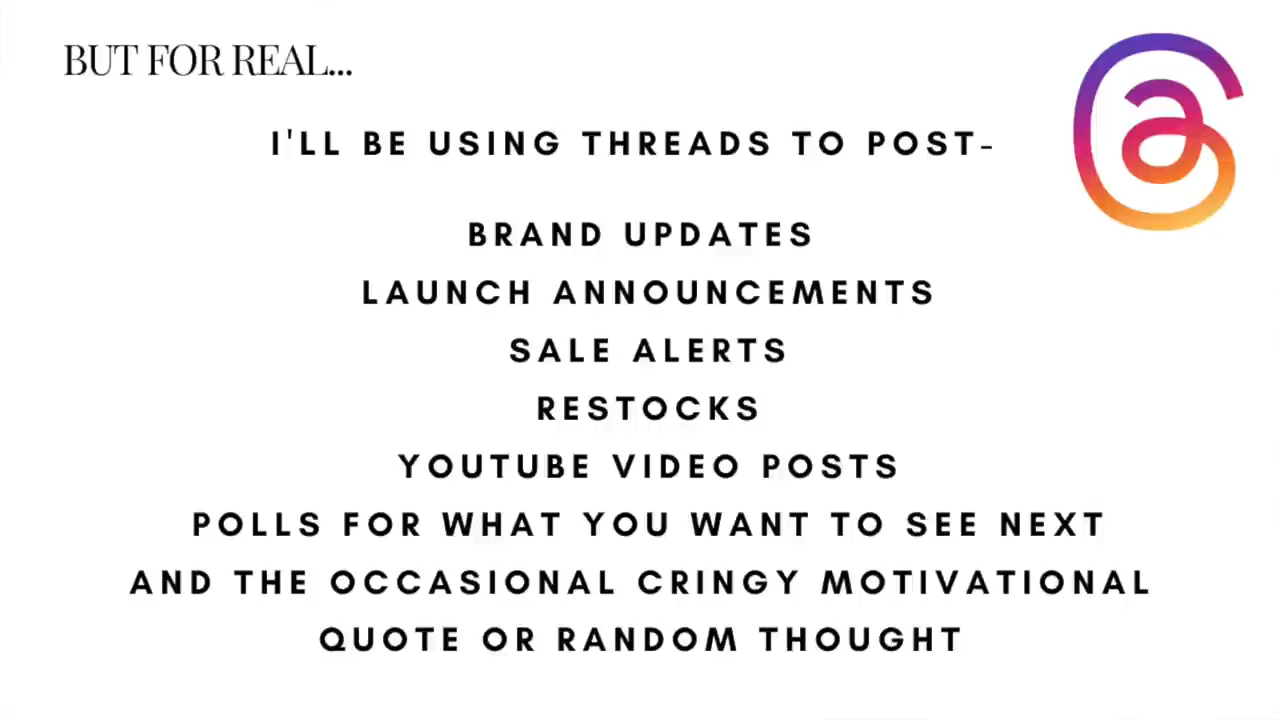 BUT FOR REAL...
I'LL BE USING THREADS TO POST-
BRAND UPDATES
LAUNCH ANNOUNCEMENTS
SALE ALERTS
RESTOCKS
YOUTUBE VIDEO POSTS
POLLS FOR WHAT YOU WANT TO SEE NEXT
AND THE OCCASIONAL CRINGY MOTIVATIONAL
QUOTE OR RANDOM THOUGHT